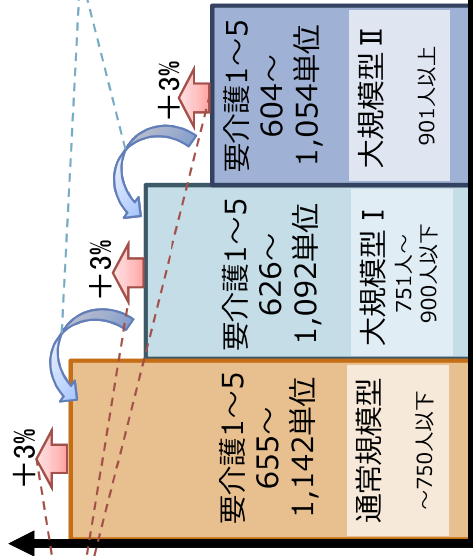 +3%
要介護1～5
655～
1,142単位
通常規模型
～750人以下
+3%
要介護1～5
626～
1,092単位
大規模型Ⅰ
751人～
900人以下
+3%
要介護1～5
604～
1,054単位
大規模型Ⅱ
901人以上